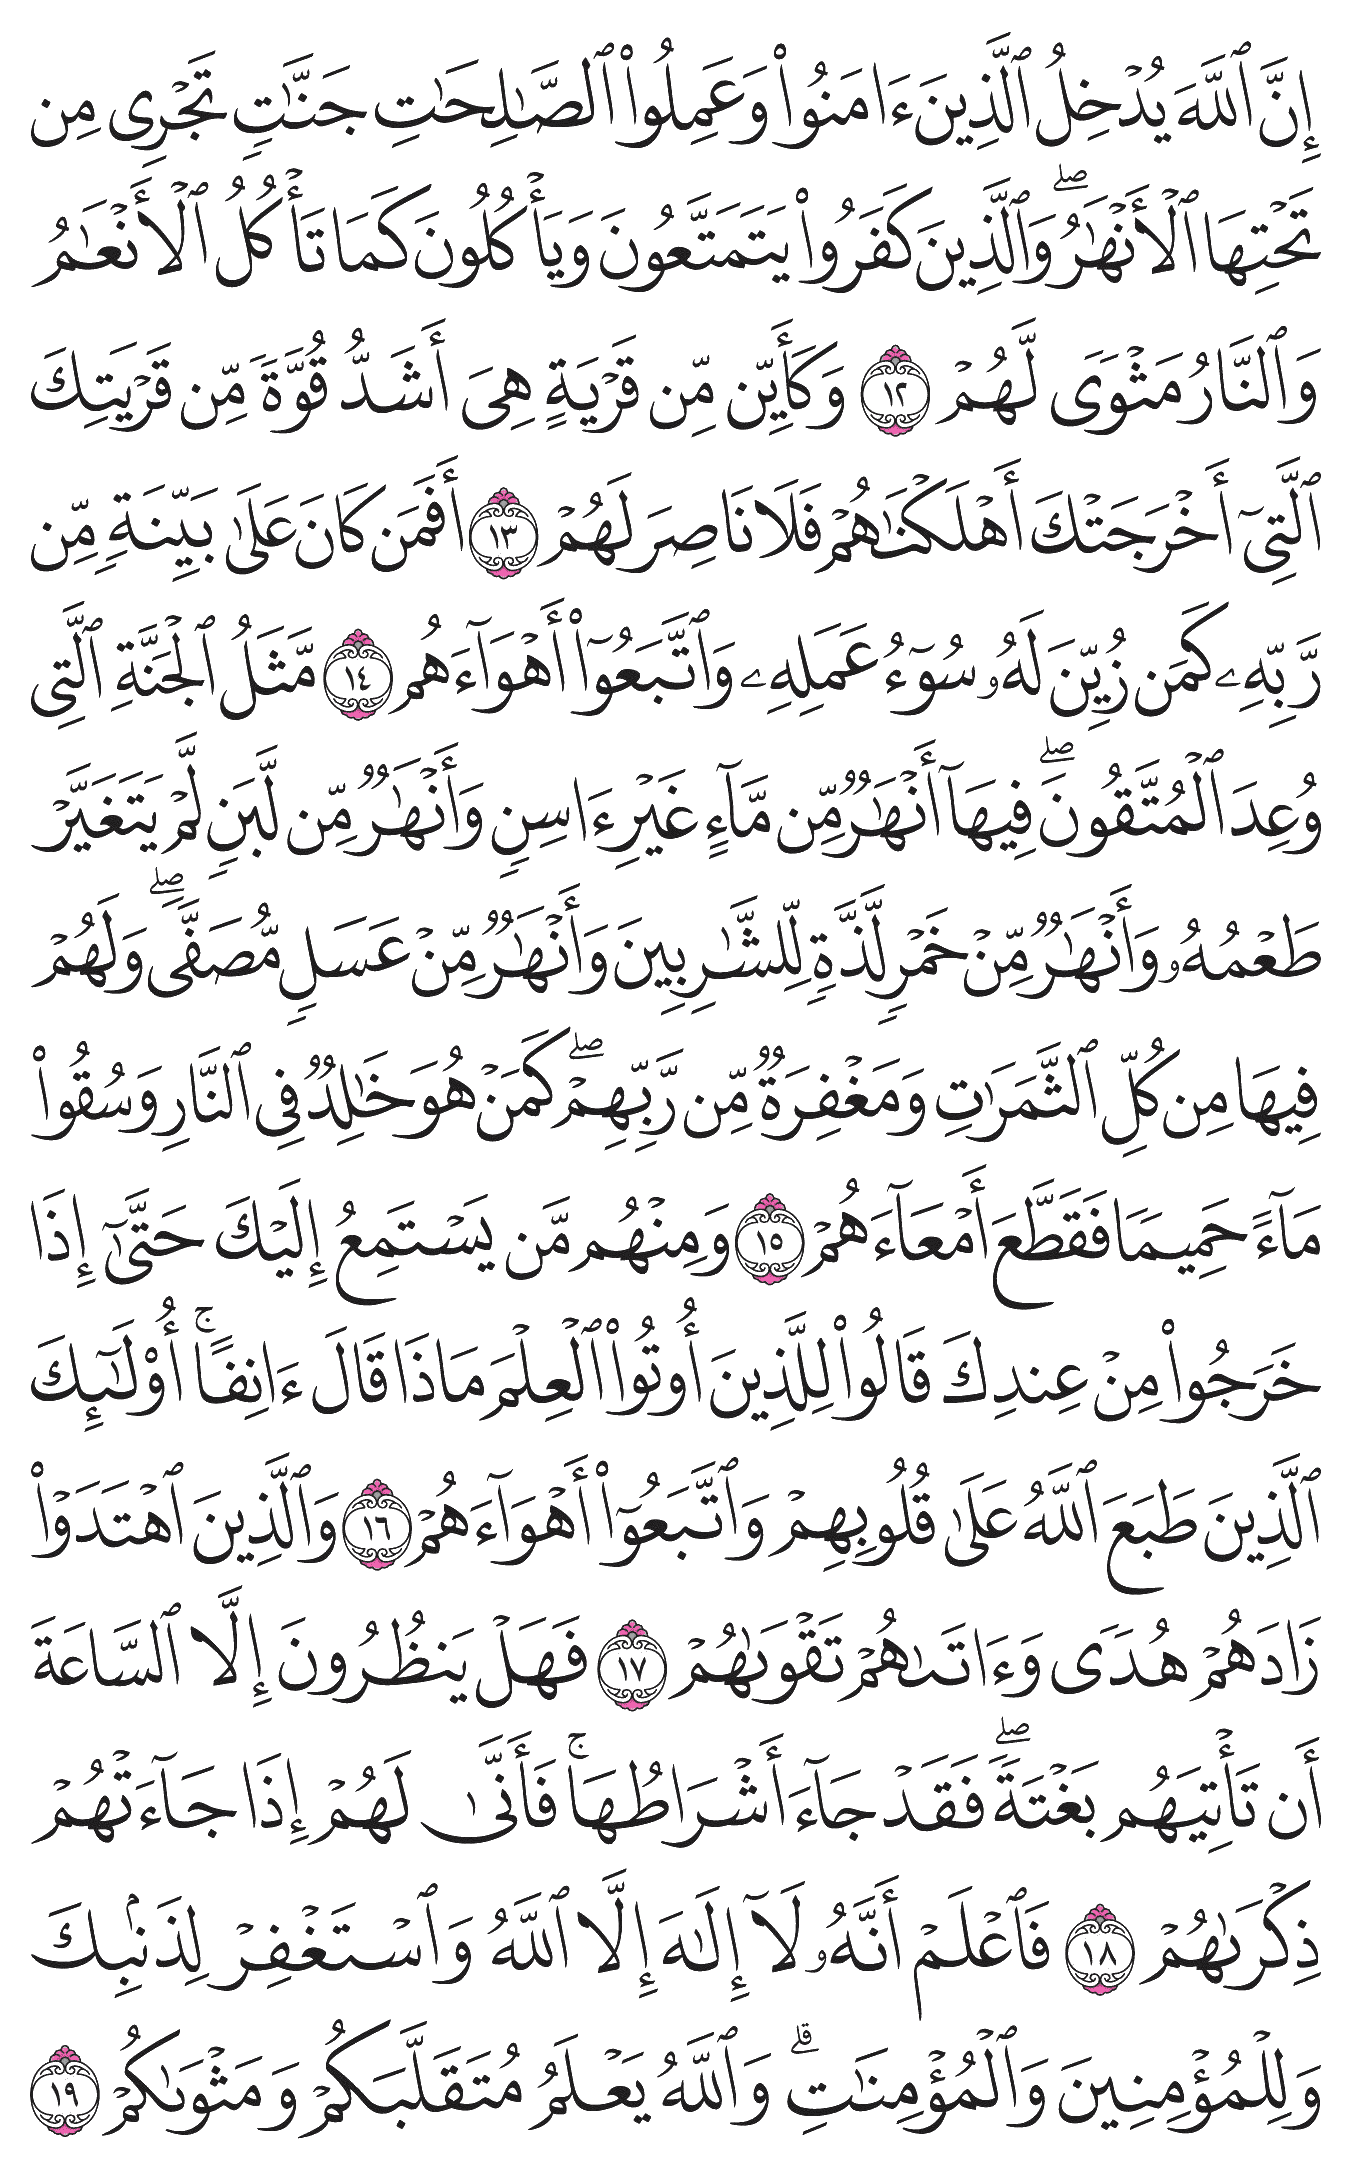 إِنَّ ٱللَّهَ يُدۡخِلُ ٱلَّذِينَ ءَامَنُواْ وَعَمِلُواْ ٱلصَّٰلِحَٰتِ جَنَّٰتٖ تَجۡرِي مِن
تَحۡتِهَا ٱلۡأَنۡهَٰرُۖ وَٱلَّذِينَ كَفَرُواْ يَتَمَتَّعُونَ وَيَأۡكُلُونَ كَمَا تَأۡكُلُ ٱلۡأَنۡعَٰمُ
وَٱلنَّارُ مَثۡوٗى لَّهُمۡ ١٢ وَكَأَيِّن مِّن قَرۡيَةٍ هِيَ أَشَدُّ قُوَّةٗ مِّن قَرۡيَتِكَ
ٱلَّتِيٓ أَخۡرَجَتۡكَ أَهۡلَكۡنَٰهُمۡ فَلَا نَاصِرَ لَهُمۡ ١٣ أَفَمَن كَانَ عَلَىٰ بَيِّنَةٖ مِّن
رَّبِّهِۦ كَمَن زُيِّنَ لَهُۥ سُوٓءُ عَمَلِهِۦ وَٱتَّبَعُوٓاْ أَهۡوَآءَهُم ١٤ مَّثَلُ ٱلۡجَنَّةِ ٱلَّتِي
وُعِدَ ٱلۡمُتَّقُونَۖ فِيهَآ أَنۡهَٰرٞ مِّن مَّآءٍ غَيۡرِ ءَاسِنٖ وَأَنۡهَٰرٞ مِّن لَّبَنٖ لَّمۡ يَتَغَيَّرۡ
طَعۡمُهُۥ وَأَنۡهَٰرٞ مِّنۡ خَمۡرٖ لَّذَّةٖ لِّلشَّٰرِبِينَ وَأَنۡهَٰرٞ مِّنۡ عَسَلٖ مُّصَفّٗىۖ وَلَهُمۡ
فِيهَا مِن كُلِّ ٱلثَّمَرَٰتِ وَمَغۡفِرَةٞ مِّن رَّبِّهِمۡۖ كَمَنۡ هُوَ خَٰلِدٞ فِي ٱلنَّارِ وَسُقُواْ
مَآءً حَمِيمٗا فَقَطَّعَ أَمۡعَآءَهُمۡ ١٥ وَمِنۡهُم مَّن يَسۡتَمِعُ إِلَيۡكَ حَتَّىٰٓ إِذَا
خَرَجُواْ مِنۡ عِندِكَ قَالُواْ لِلَّذِينَ أُوتُواْ ٱلۡعِلۡمَ مَاذَا قَالَ ءَانِفًاۚ أُوْلَٰٓئِكَ
ٱلَّذِينَ طَبَعَ ٱللَّهُ عَلَىٰ قُلُوبِهِمۡ وَٱتَّبَعُوٓاْ أَهۡوَآءَهُمۡ ١٦ وَٱلَّذِينَ ٱهۡتَدَوۡاْ
زَادَهُمۡ هُدٗى وَءَاتَىٰهُمۡ تَقۡوَىٰهُمۡ ١٧ فَهَلۡ يَنظُرُونَ إِلَّا ٱلسَّاعَةَ
أَن تَأۡتِيَهُم بَغۡتَةٗۖ فَقَدۡ جَآءَ أَشۡرَاطُهَاۚ فَأَنَّىٰ لَهُمۡ إِذَا جَآءَتۡهُمۡ
ذِكۡرَىٰهُمۡ ١٨ فَٱعۡلَمۡ أَنَّهُۥ لَآ إِلَٰهَ إِلَّا ٱللَّهُ وَٱسۡتَغۡفِرۡ لِذَنۢبِكَ
وَلِلۡمُؤۡمِنِينَ وَٱلۡمُؤۡمِنَٰتِۗ وَٱللَّهُ يَعۡلَمُ مُتَقَلَّبَكُمۡ وَمَثۡوَىٰكُمۡ ١٩